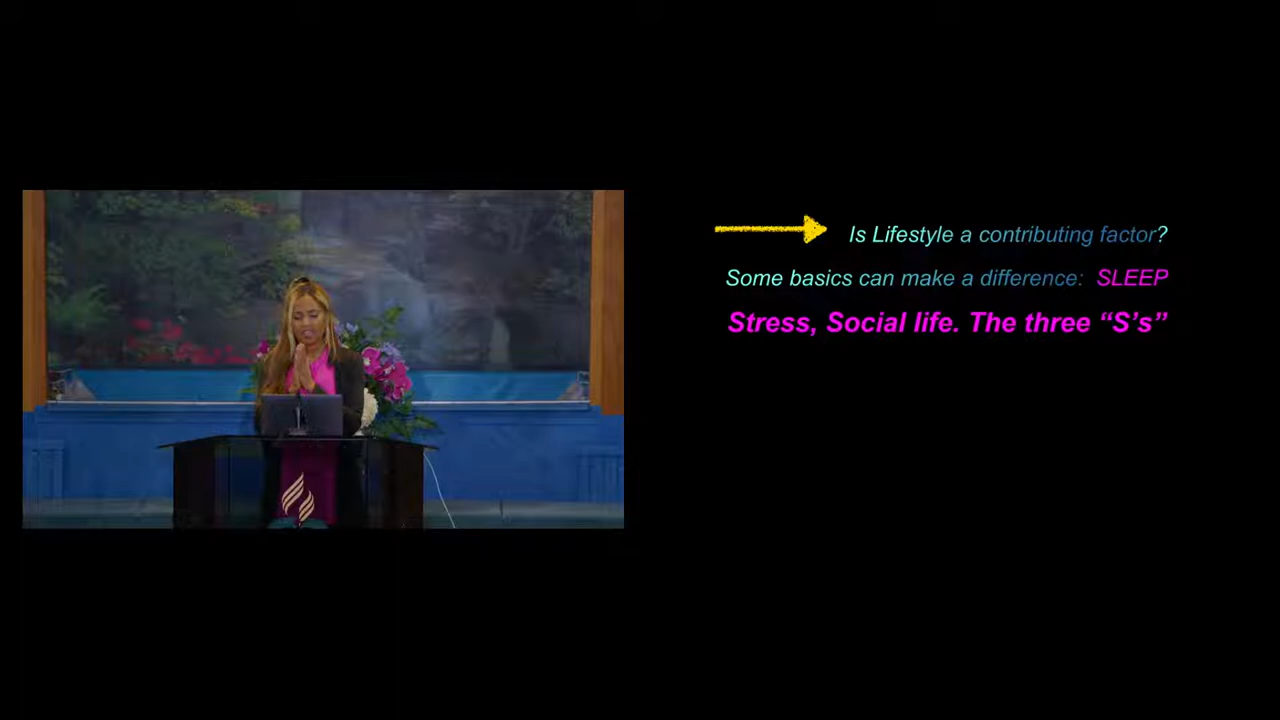 Is Lifestyle a contributing factor?
Some basics can make a difference: SLEEP
Stress, Social life. The three “S’s”